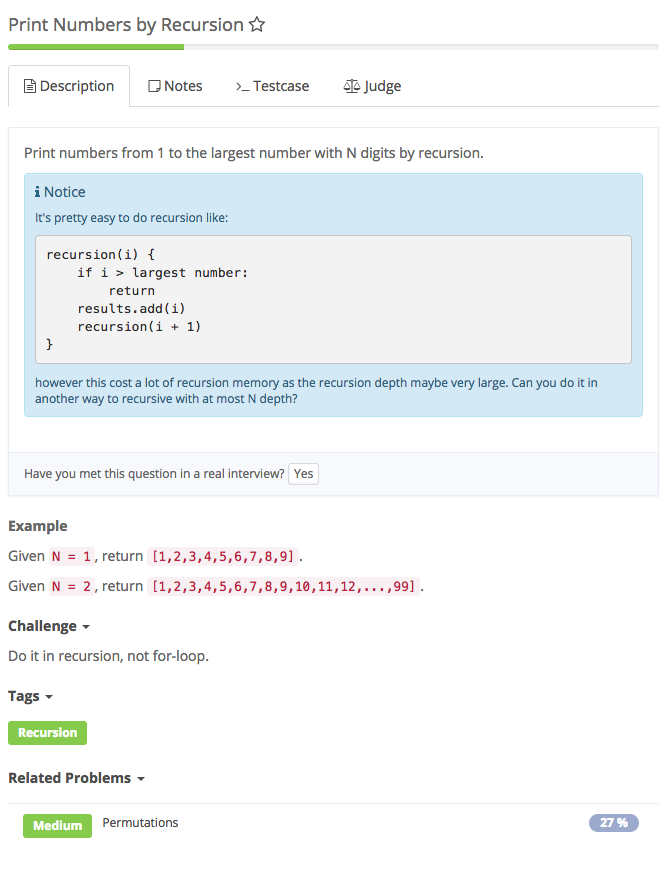 Print Numbers by Recursion
Description
Notes
>_ Testcase
Judge
Print numbers from 1 to the largest number with N digits by recursion.
Notice
It's pretty easy to do recursion like:
recursion(i) {
    if i > largest number:
        return
    results.add(i)
    recursion(i + 1)
}
however this cost a lot of recursion memory as the recursion depth maybe very large. Can you do it in
another way to recursive with at most N depth?
Have you met this question in a real interview? Yes
Example
Given N = 1, return [1,2,3,4,5,6,7,8,9].
Given N = 2, return [1,2,3,4,5,6,7,8,9,10,11,12,...,99].
Challenge
Do it in recursion, not for-loop.
Tags
Recursion
Related Problems
Medium Permutations 27 %